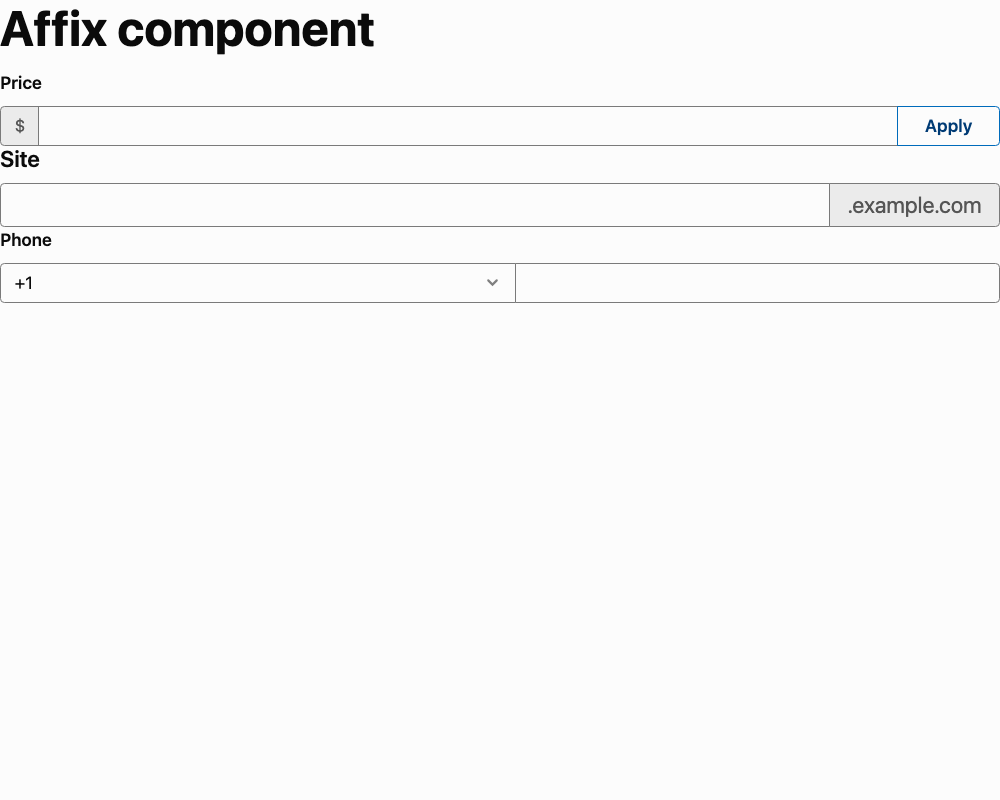 Affix component
Price
$ Apply
Site
.example.com
Phone
+1